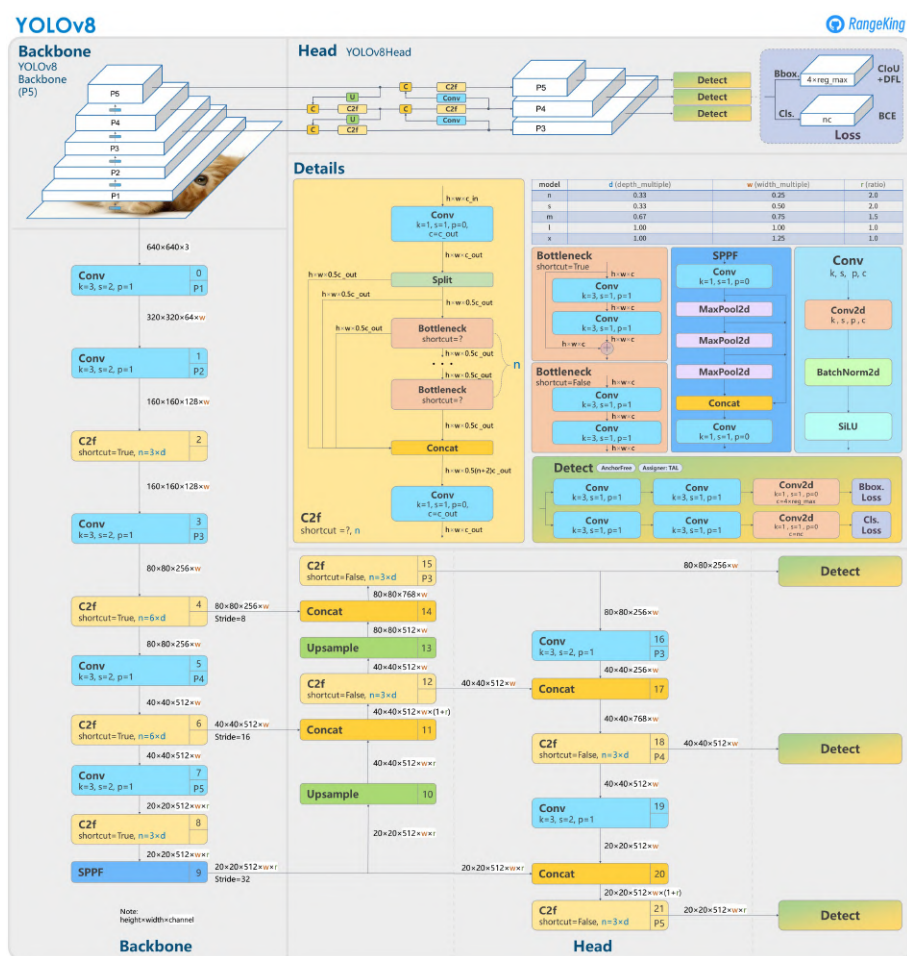 YOLOv8
RangeKing
Backbone
YOLOv8
Backbone
(P5)
P5
P4
P3
P2
P1
Head YOLOv8Head
C
U
C
C2f
U
C
C2f
C
C2f
Conv
C
C2f
Conv
P5
P4
P3
Detect
Detect
Detect
Bbox.
4×reg_max
CIoU
+DFL
Cls.
nc
BCE
Loss
Details
h×w×c_in
Conv
k=1, s=1, p=0,
c=c_out
h×w×c_out
Split
h×w×0.5c_out
h×w×0.5c_out
h×w×0.5c_out
h×w×0.5c_out
Bottleneck
shortcut=?
h×w×0.5c_out
• • •
h×w×0.5c_out
n
Bottleneck
shortcut=?
h×w×0.5c_out
Concat
h×w×0.5(n+2)c_out
Conv
k=1, s=1, p=0,
c=c_out
h×w×c_out
C2f
shortcut =?, n
model d (depth_multiple) w (width_multiple) r (ratio)
n 0.33 0.25 2.0
s 0.33 0.50 2.0
m 0.67 0.75 1.5
l 1.00 1.00 1.0
x 1.00 1.25 1.0
Bottleneck
shortcut=True
h×w×c
Conv
k=3, s=1, p=1
h×w×c
Conv
k=3, s=1, p=1
h×w×c
h×w×c
h×w×c
Bottleneck
shortcut=False
h×w×c
Conv
k=3, s=1, p=1
h×w×c
Conv
k=3, s=1, p=1
h×w×c
SPPF
Conv
k=1, s=1, p=0
MaxPool2d
MaxPool2d
MaxPool2d
Concat
Conv
k=1, s=1, p=0
Conv
k, s, p, c
Conv2d
k, s, p, c
BatchNorm2d
SiLU
Detect AnchorFree Assigner: TAL
Conv
k=3, s=1, p=1
Conv
k=3, s=1, p=1
Conv2d
k=1, s=1, p=0
c=4×reg_max
Bbox.
Loss
Conv
k=3, s=1, p=1
Conv
k=3, s=1, p=1
Conv2d
k=1, s=1, p=0
c=nc
Cls.
Loss
640×640×3
Conv 0
k=3, s=2, p=1 P1
320×320×64×w
Conv 1
k=3, s=2, p=1 P2
160×160×128×w
C2f 2
shortcut=True, n=3×d
160×160×128×w
Conv 3
k=3, s=2, p=1 P3
80×80×256×w
C2f 4
shortcut=True, n=6×d
80×80×256×w
Stride=8
80×80×256×w
Conv 5
k=3, s=2, p=1 P4
40×40×512×w
C2f 6
shortcut=True, n=6×d
40×40×512×w
Stride=16
40×40×512×w
Conv 7
k=3, s=2, p=1 P5
20×20×512×w×r
C2f 8
shortcut=True, n=3×d
20×20×512×w×r
SPPF 9
20×20×512×w×r
Stride=32
Note:
height×width×channel
Backbone
C2f 15
shortcut=False, n=3×d P3
80×80×768×w
Concat 14
80×80×512×w
Upsample 13
40×40×512×w
C2f 12
shortcut=False, n=3×d
40×40×512×w
40×40×512×w×(1+r)
Concat 11
40×40×512×w×r
Upsample 10
20×20×512×w×r
80×80×256×w
Detect
80×80×256×w
Conv 16
k=3, s=2, p=1 P3
40×40×256×w
Concat 17
40×40×768×w
C2f 18
shortcut=False, n=3×d P4
40×40×512×w
Detect
40×40×512×w
Conv 19
k=3, s=2, p=1
20×20×512×w
20×20×512×w×r
Concat 20
20×20×512×w×(1+r)
C2f 21
shortcut=False, n=3×d P5
20×20×512×w×r
Detect
Head